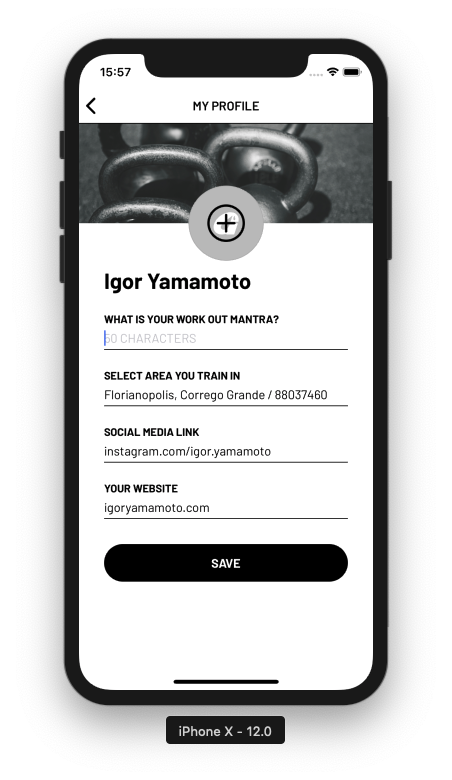 15:57
MY PROFILE
Igor Yamamoto
WHAT IS YOUR WORK OUT MANTRA?
50 CHARACTERS
SELECT AREA YOU TRAIN IN
Florianopolis, Corrego Grande / 88037460
SOCIAL MEDIA LINK
instagram.com/igor.yamamoto
YOUR WEBSITE
igoryamamoto.com
SAVE
iPhone X - 12.0